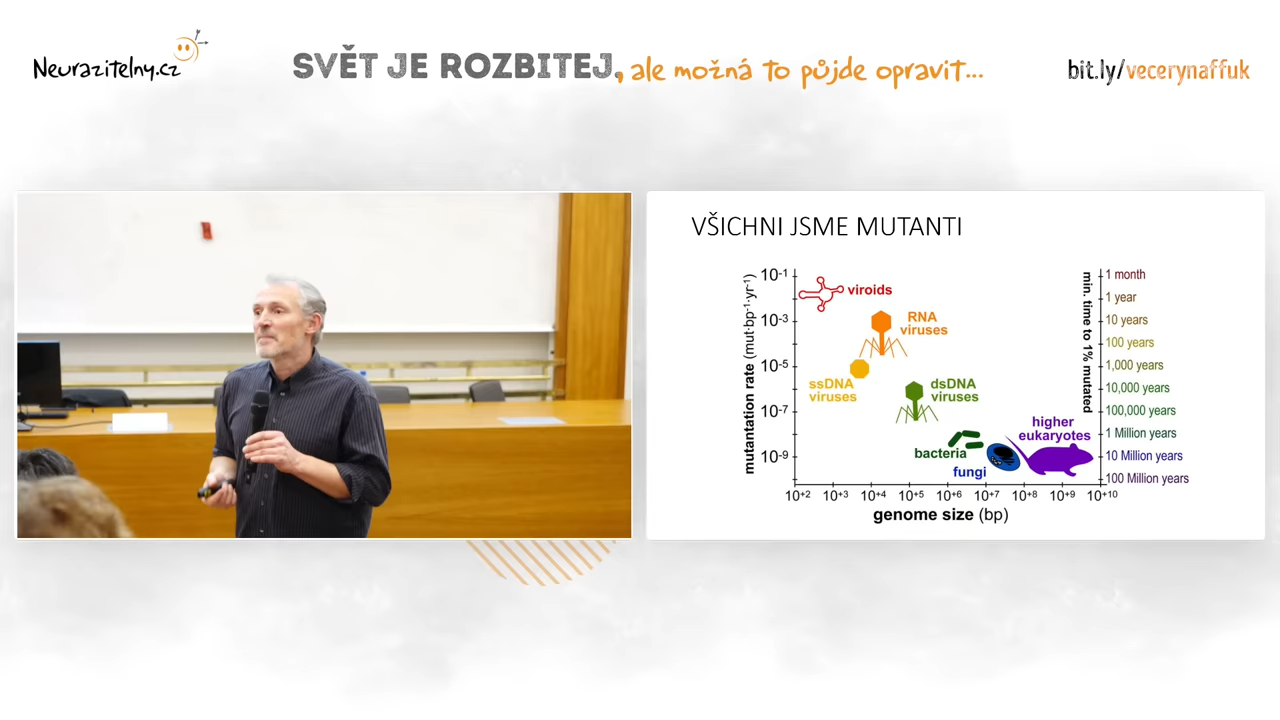 Neurazitelny.cz
SVĚT JE ROZBITEJ, ale možná to půjde opravit...
bit.ly/vecerynaffuk
VŠICHNI JSME MUTANTI
mutantation rate (mut·bp⁻¹·yr⁻¹)
10⁻¹
10⁻³
10⁻⁵
10⁻⁷
10⁻⁹
viroids
RNA
viruses
ssDNA
viruses
dsDNA
viruses
bacteria
fungi
higher
eukaryotes
min. time to 1% mutated
1 month
1 year
10 years
100 years
1,000 years
10,000 years
100,000 years
1 Million years
10 Million years
100 Million years
10⁺² 10⁺³ 10⁺⁴ 10⁺⁵ 10⁺⁶ 10⁺⁷ 10⁺⁸ 10⁺⁹ 10⁺¹⁰
genome size (bp)